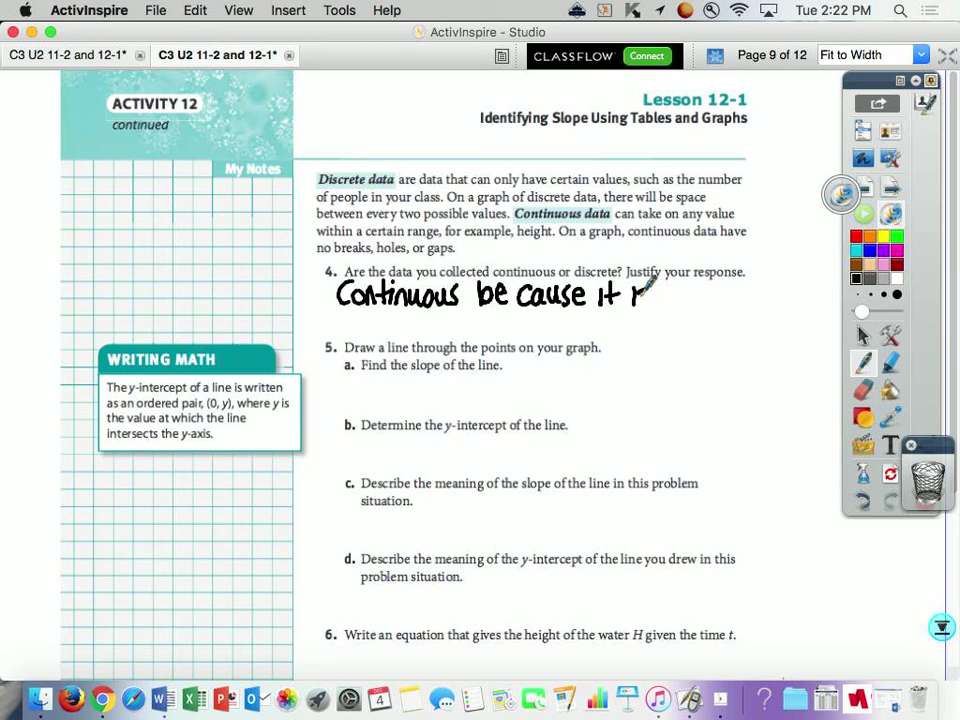 ActivInspire File Edit View Insert Tools Help Tue 2:22 PM
ActivInspire - Studio
C3 U2 11-2 and 12-1* C3 U2 11-2 and 12-1* CLASSFLOW Connect Page 9 of 12 Fit to Width
ACTIVITY 12
continued
Lesson 12-1
Identifying Slope Using Tables and Graphs
My Notes
Discrete data are data that can only have certain values, such as the number
of people in your class. On a graph of discrete data, there will be space
between every two possible values. Continuous data can take on any value
within a certain range, for example, height. On a graph, continuous data have
no breaks, holes, or gaps.
4. Are the data you collected continuous or discrete? Justify your response.
Continuous be cause it
5. Draw a line through the points on your graph.
a. Find the slope of the line.
WRITING MATH
The y-intercept of a line is written
as an ordered pair, (0, y), where y is
the value at which the line
intersects the y-axis.
b. Determine the y-intercept of the line.
c. Describe the meaning of the slope of the line in this problem
situation.
d. Describe the meaning of the y-intercept of the line you drew in this
problem situation.
6. Write an equation that gives the height of the water H given the time t.